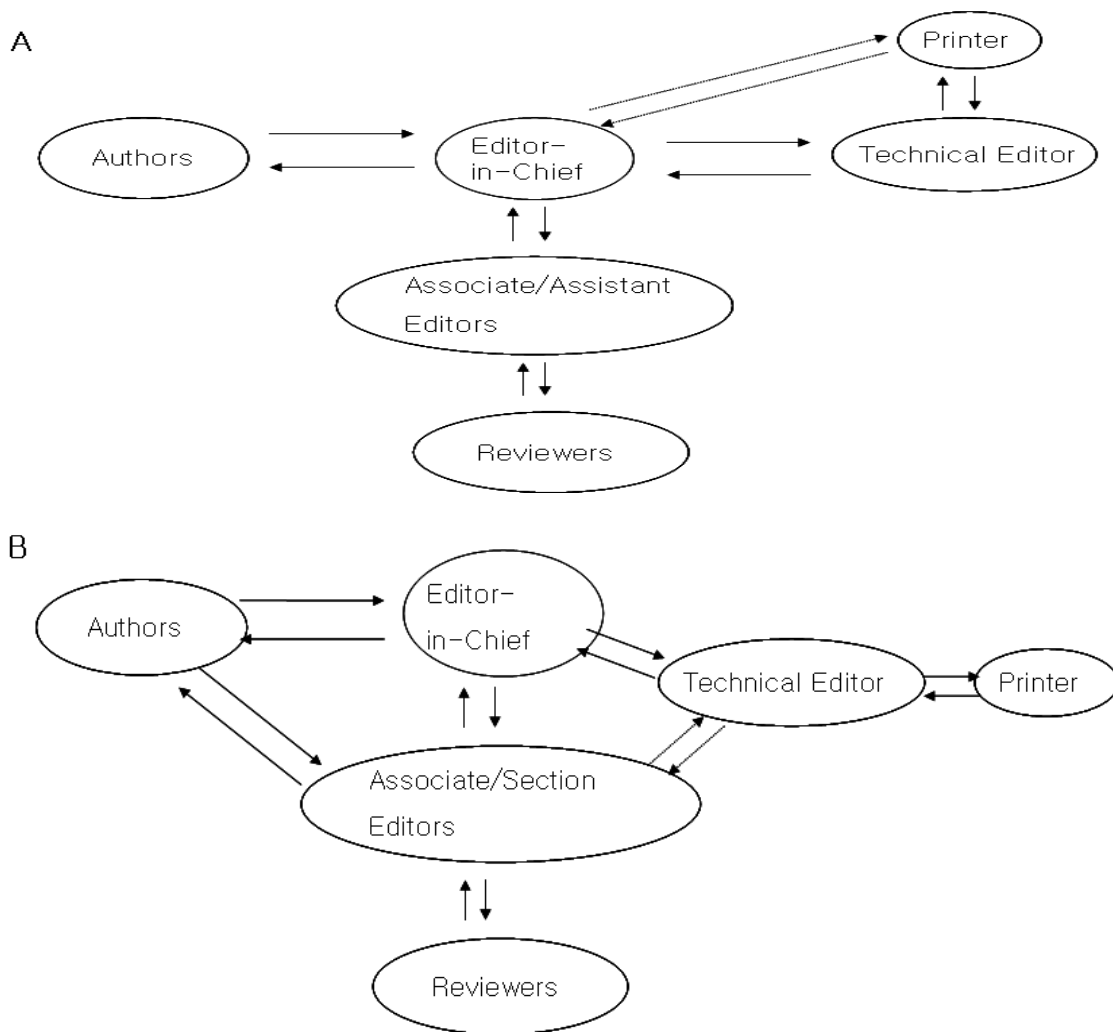 A
Printer
Authors
Editor-
in-Chief
Technical Editor
Associate/Assistant
Editors
Reviewers
B
Editor-
in-Chief
Authors
Technical Editor
Printer
Associate/Section
Editors
Reviewers